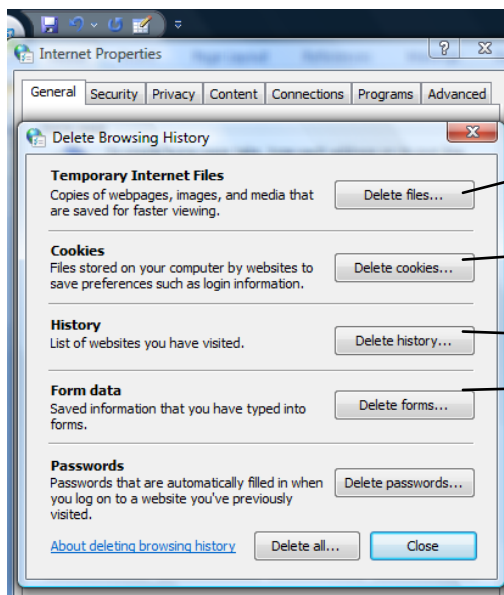 Internet Properties
General Security Privacy Content Connections Programs Advanced
Delete Browsing History
Temporary Internet Files
Copies of webpages, images, and media that
are saved for faster viewing.
Delete files...
Cookies
Files stored on your computer by websites to
save preferences such as login information.
Delete cookies...
History
List of websites you have visited.
Delete history...
Form data
Saved information that you have typed into
forms.
Delete forms...
Passwords
Passwords that are automatically filled in when
you log on to a website you've previously
visited.
Delete passwords...
About deleting browsing history Delete all... Close